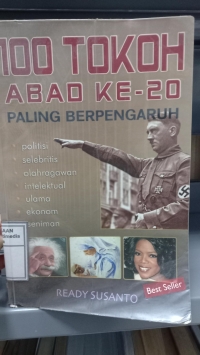 100 TOKOH
ABAD KE-20
PALING BERPENGARUH
politisi
selebritis
olahragawan
intelektual
ulama
ekonom
seniman
READY SUSANTO
Best Seller